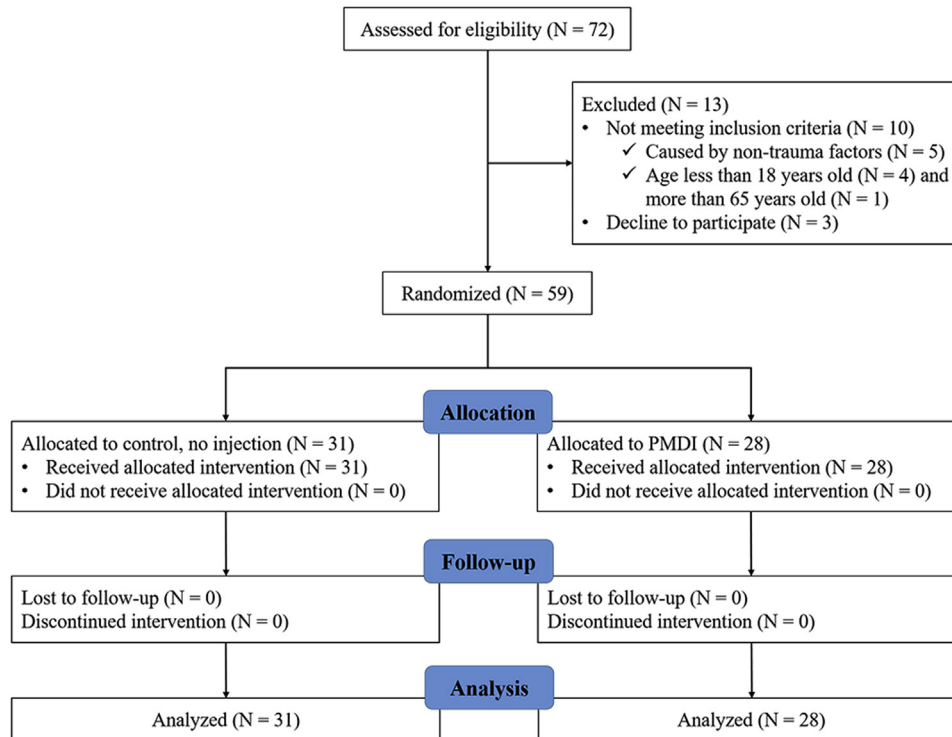 Assessed for eligibility (N = 72)
Excluded (N = 13)
• Not meeting inclusion criteria (N = 10)
✓ Caused by non-trauma factors (N = 5)
✓ Age less than 18 years old (N = 4) and
more than 65 years old (N = 1)
• Decline to participate (N = 3)
Randomized (N = 59)
Allocation
Allocated to control, no injection (N = 31)
• Received allocated intervention (N = 31)
• Did not receive allocated intervention (N = 0)
Allocated to PMDI (N = 28)
• Received allocated intervention (N = 28)
• Did not receive allocated intervention (N = 0)
Follow-up
Lost to follow-up (N = 0)
Discontinued intervention (N = 0)
Lost to follow-up (N = 0)
Discontinued intervention (N = 0)
Analysis
Analyzed (N = 31)
Analyzed (N = 28)